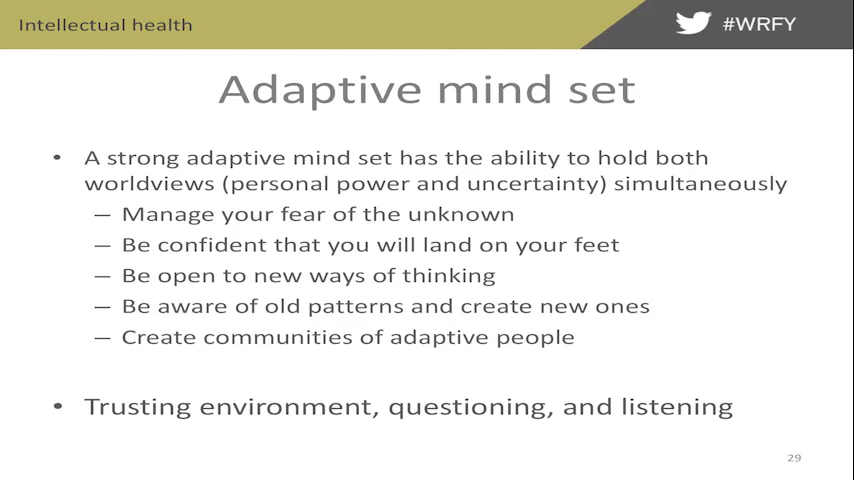 Intellectual health
#WRFY
Adaptive mind set
• A strong adaptive mind set has the ability to hold both
worldviews (personal power and uncertainty) simultaneously
– Manage your fear of the unknown
– Be confident that you will land on your feet
– Be open to new ways of thinking
– Be aware of old patterns and create new ones
– Create communities of adaptive people
• Trusting environment, questioning, and listening
29